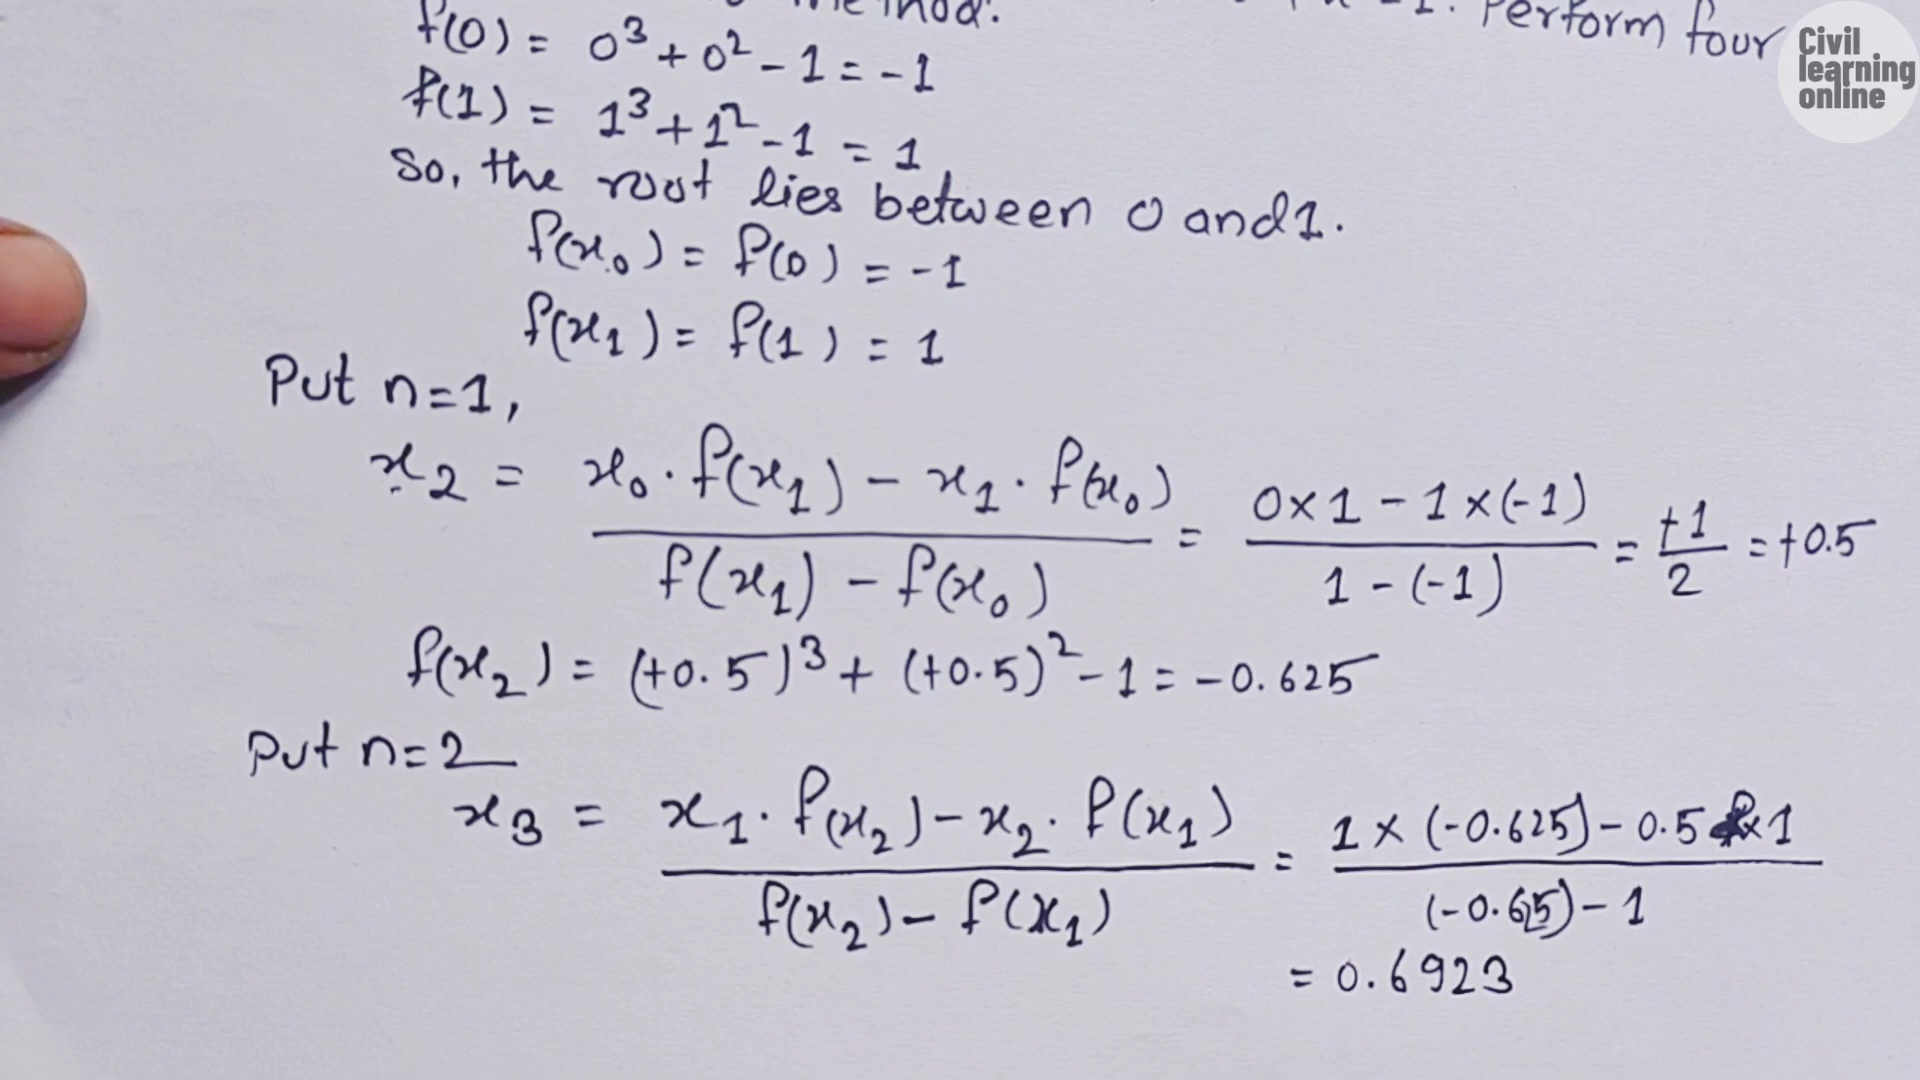 method. -1. Perform four
Civil
learning
online
f(0) = 0³ + 0² - 1 = -1
f(1) = 1³ + 1² - 1 = 1
So, the root lies between 0 and 1.
f(x₀) = f(0) = -1
f(x₁) = f(1) = 1
Put n=1,
x₂ = x₀·f(x₁) - x₁·f(x₀) / f(x₁) - f(x₀) = 0×1 - 1×(-1) / 1 - (-1) = +1/2 = +0.5
f(x₂) = (+0.5)³ + (+0.5)² - 1 = -0.625
Put n=2
x₃ = x₁·f(x₂) - x₂·f(x₁) / f(x₂) - f(x₁) = 1 × (-0.625) - 0.5 × 1 / (-0.625) - 1
= 0.6923